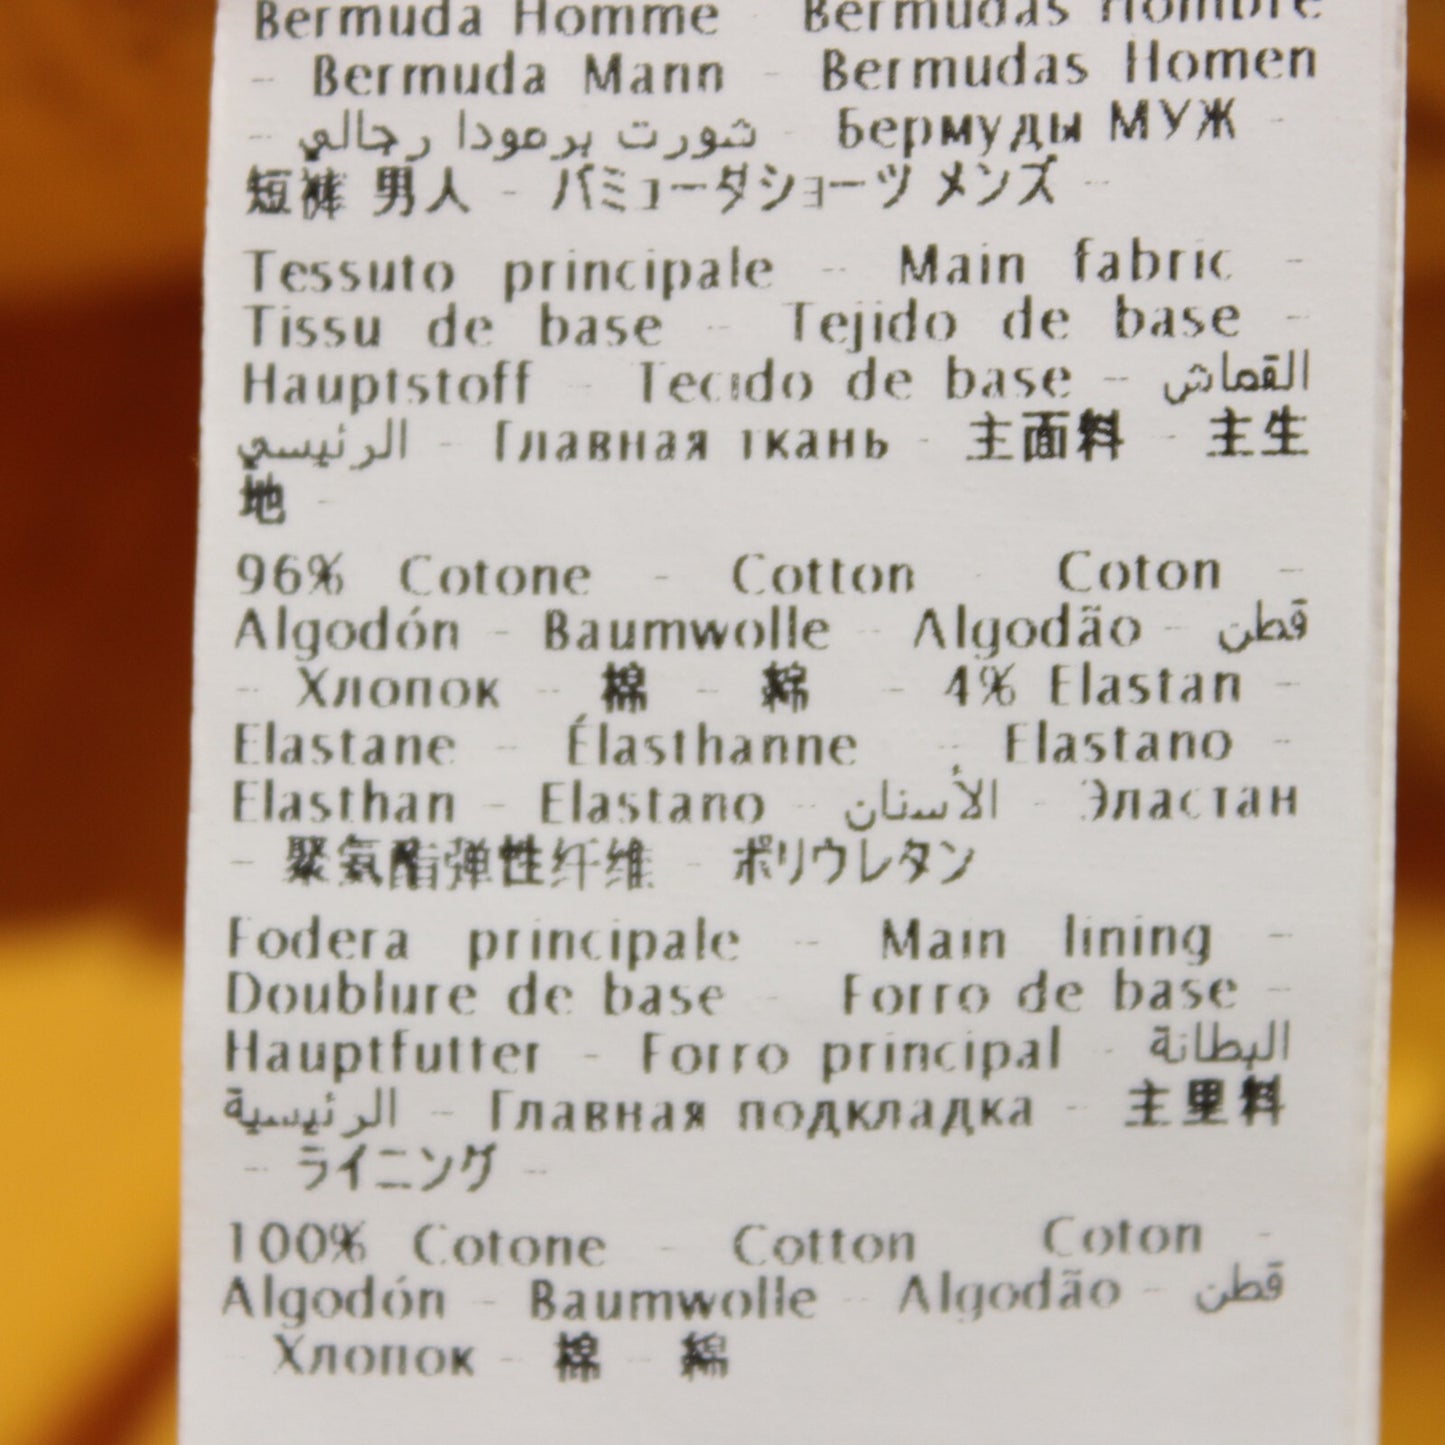 Bermuda Homme - Bermudas Hombre
- Bermuda Mann - Bermudas Homen
- شورت برمودا رجالي - Бермуды МУЖ -
短裤 男人 - バミューダショーツ メンズ -
Tessuto principale - Main fabric -
Tissu de base - Tejido de base -
Hauptstoff - Tecido de base - القماش
الرئيسي - Главная ткань - 主面料 - 主生
地 -
96% Cotone - Cotton - Coton -
Algodón - Baumwolle - Algodão - قطن
- Хлопок - 棉 - 綿 - 4% Elastan -
Elastane - Élasthanne - Elastano -
Elasthan - Elastano - الأسنان - Эластан
- 聚氨酯弹性纤维 - ポリウレタン
Fodera principale - Main lining -
Doublure de base - Forro de base -
Hauptfutter - Forro principal - البطانة
الرئيسية - Главная подкладка - 主里料
- ライニング -
100% Cotone - Cotton Coton -
Algodón - Baumwolle - Algodão - قطن
- Хлопок - 棉 - 綿